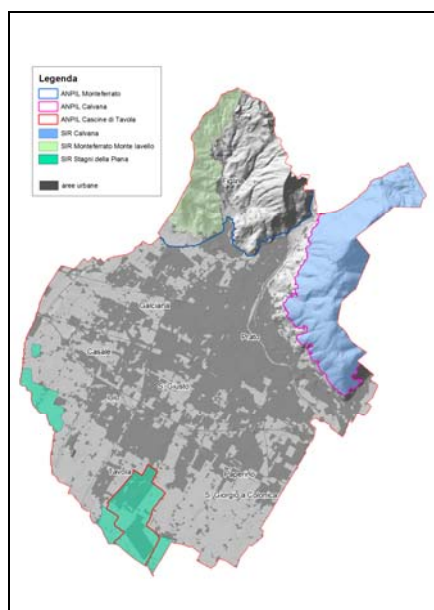 Legenda
ANPIL Monteferrato
ANPIL Calvana
ANPIL Cascine di Tavola
SIR Calvana
SIR Monteferrato Monte Iavello
SIR Stagni della Piana
aree urbane
Figline
Galciana
Prato
Casale
S. Giusto
Tavola
Paperino
S. Giorgio a Colonica